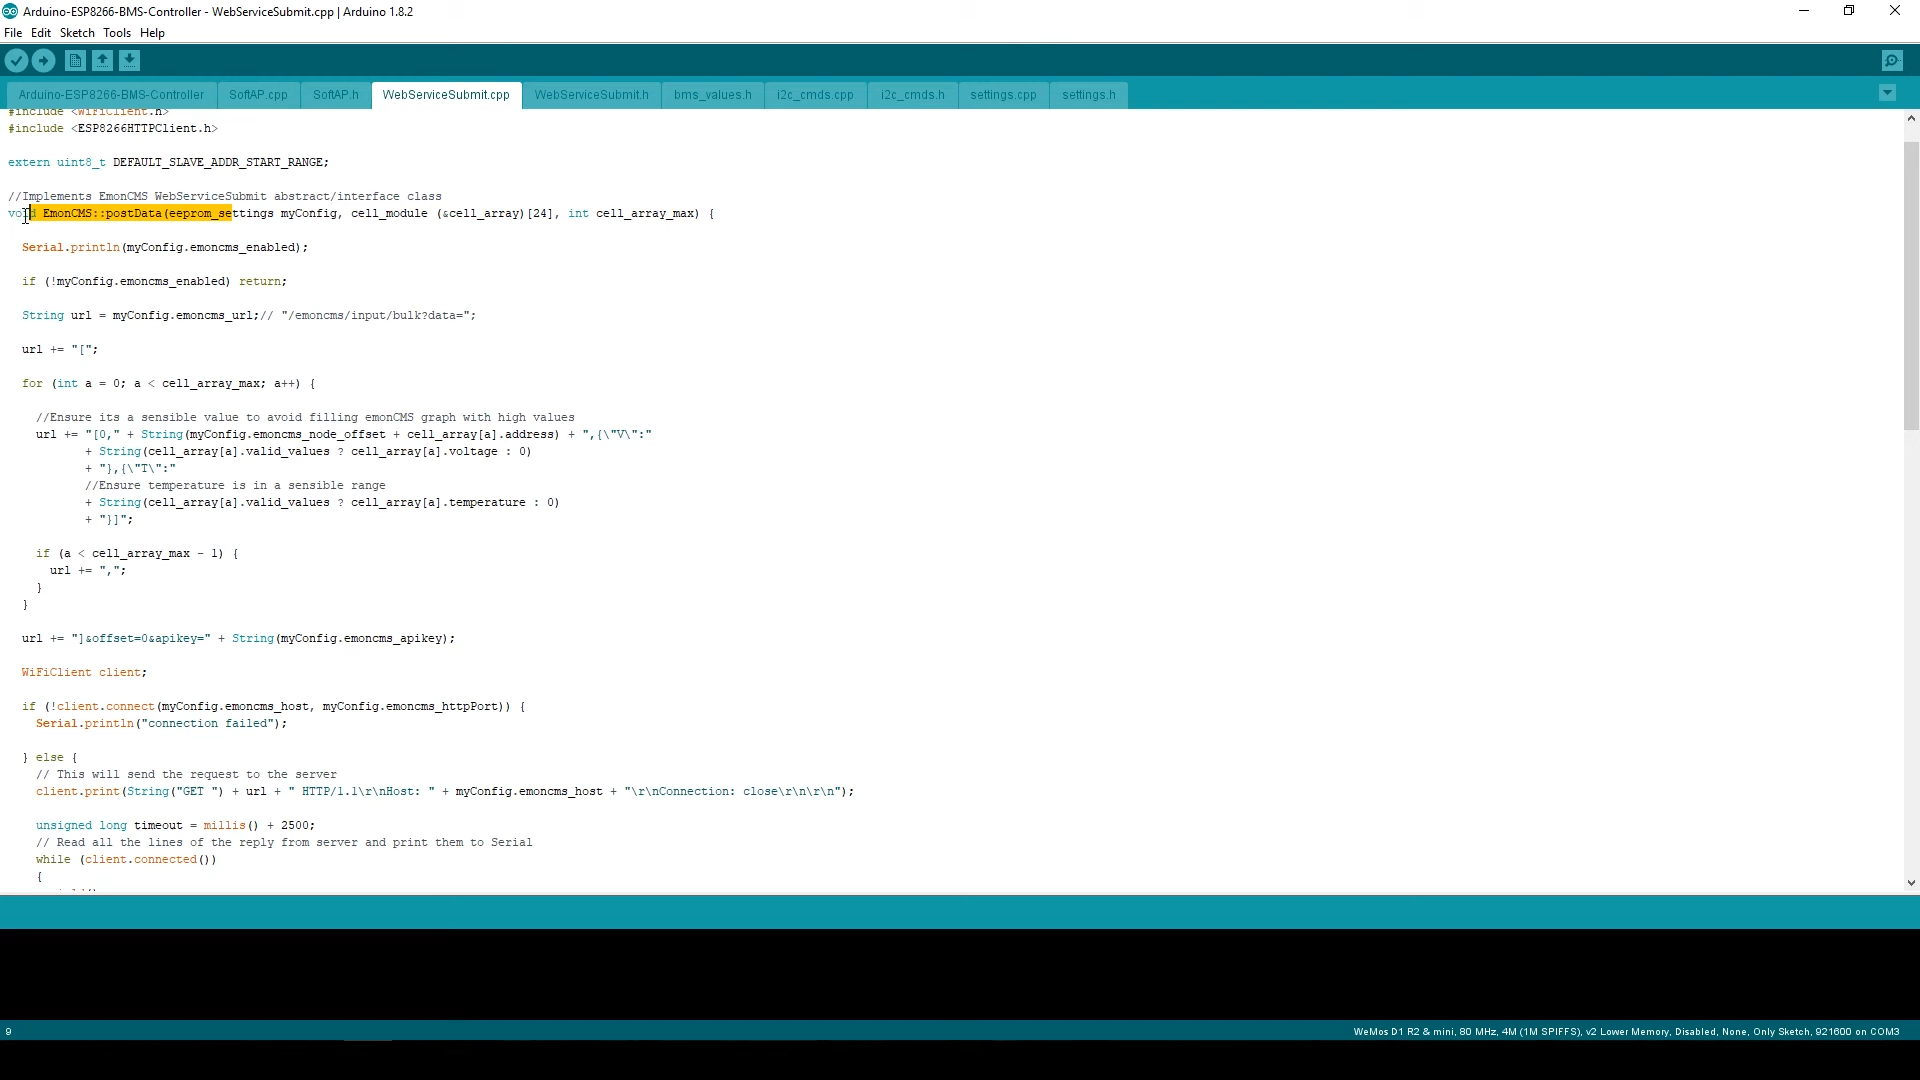 Arduino-ESP8266-BMS-Controller - WebServiceSubmit.cpp | Arduino 1.8.2
File Edit Sketch Tools Help
Arduino-ESP8266-BMS-Controller SoftAP.cpp SoftAP.h WebServiceSubmit.cpp WebServiceSubmit.h bms_values.h i2c_cmds.cpp i2c_cmds.h settings.cpp settings.h
#include <WiFiClient.h>
#include <ESP8266HTTPClient.h>
extern uint8_t DEFAULT_SLAVE_ADDR_START_RANGE;
//Implements EmonCMS WebServiceSubmit abstract/interface class
void EmonCMS::postData(eeprom_settings myConfig, cell_module (&cell_array)[24], int cell_array_max) {
Serial.println(myConfig.emoncms_enabled);
if (!myConfig.emoncms_enabled) return;
String url = myConfig.emoncms_url;// "/emoncms/input/bulk?data=";
url += "[";
for (int a = 0; a < cell_array_max; a++) {
//Ensure its a sensible value to avoid filling emonCMS graph with high values
url += "[0," + String(myConfig.emoncms_node_offset + cell_array[a].address) + ",{\"V\":"
+ String(cell_array[a].valid_values ? cell_array[a].voltage : 0)
+ "},{\"T\":"
//Ensure temperature is in a sensible range
+ String(cell_array[a].valid_values ? cell_array[a].temperature : 0)
+ "}]";
if (a < cell_array_max - 1) {
url += ",";
}
}
url += "]&offset=0&apikey=" + String(myConfig.emoncms_apikey);
WiFiClient client;
if (!client.connect(myConfig.emoncms_host, myConfig.emoncms_httpPort)) {
Serial.println("connection failed");
} else {
// This will send the request to the server
client.print(String("GET ") + url + " HTTP/1.1\r\nHost: " + myConfig.emoncms_host + "\r\nConnection: close\r\n\r\n");
unsigned long timeout = millis() + 2500;
// Read all the lines of the reply from server and print them to Serial
while (client.connected())
{
9 WeMos D1 R2 & mini, 80 MHz, 4M (1M SPIFFS), v2 Lower Memory, Disabled, None, Only Sketch, 921600 on COM3